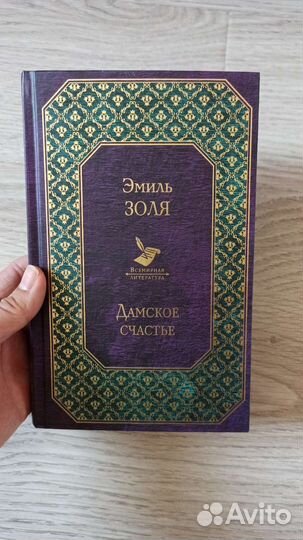 Эмиль
ЗОЛЯ
Всемирная
литература
Дамское
счастье
Avito